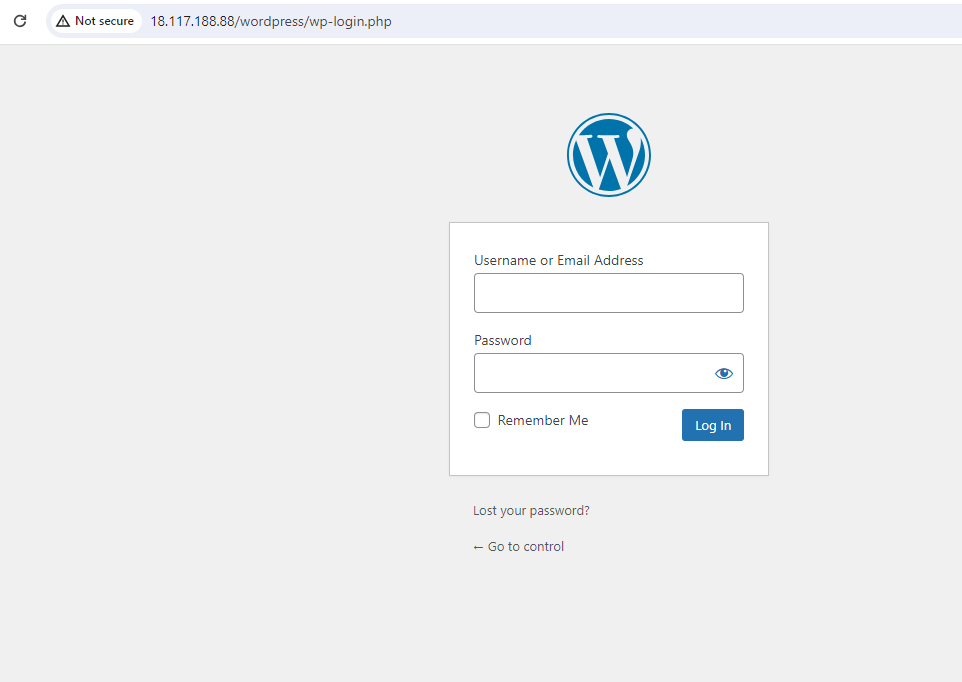 Not secure 18.117.188.88/wordpress/wp-login.php
W
Username or Email Address
Password
Remember Me
Log In
Lost your password?
← Go to control